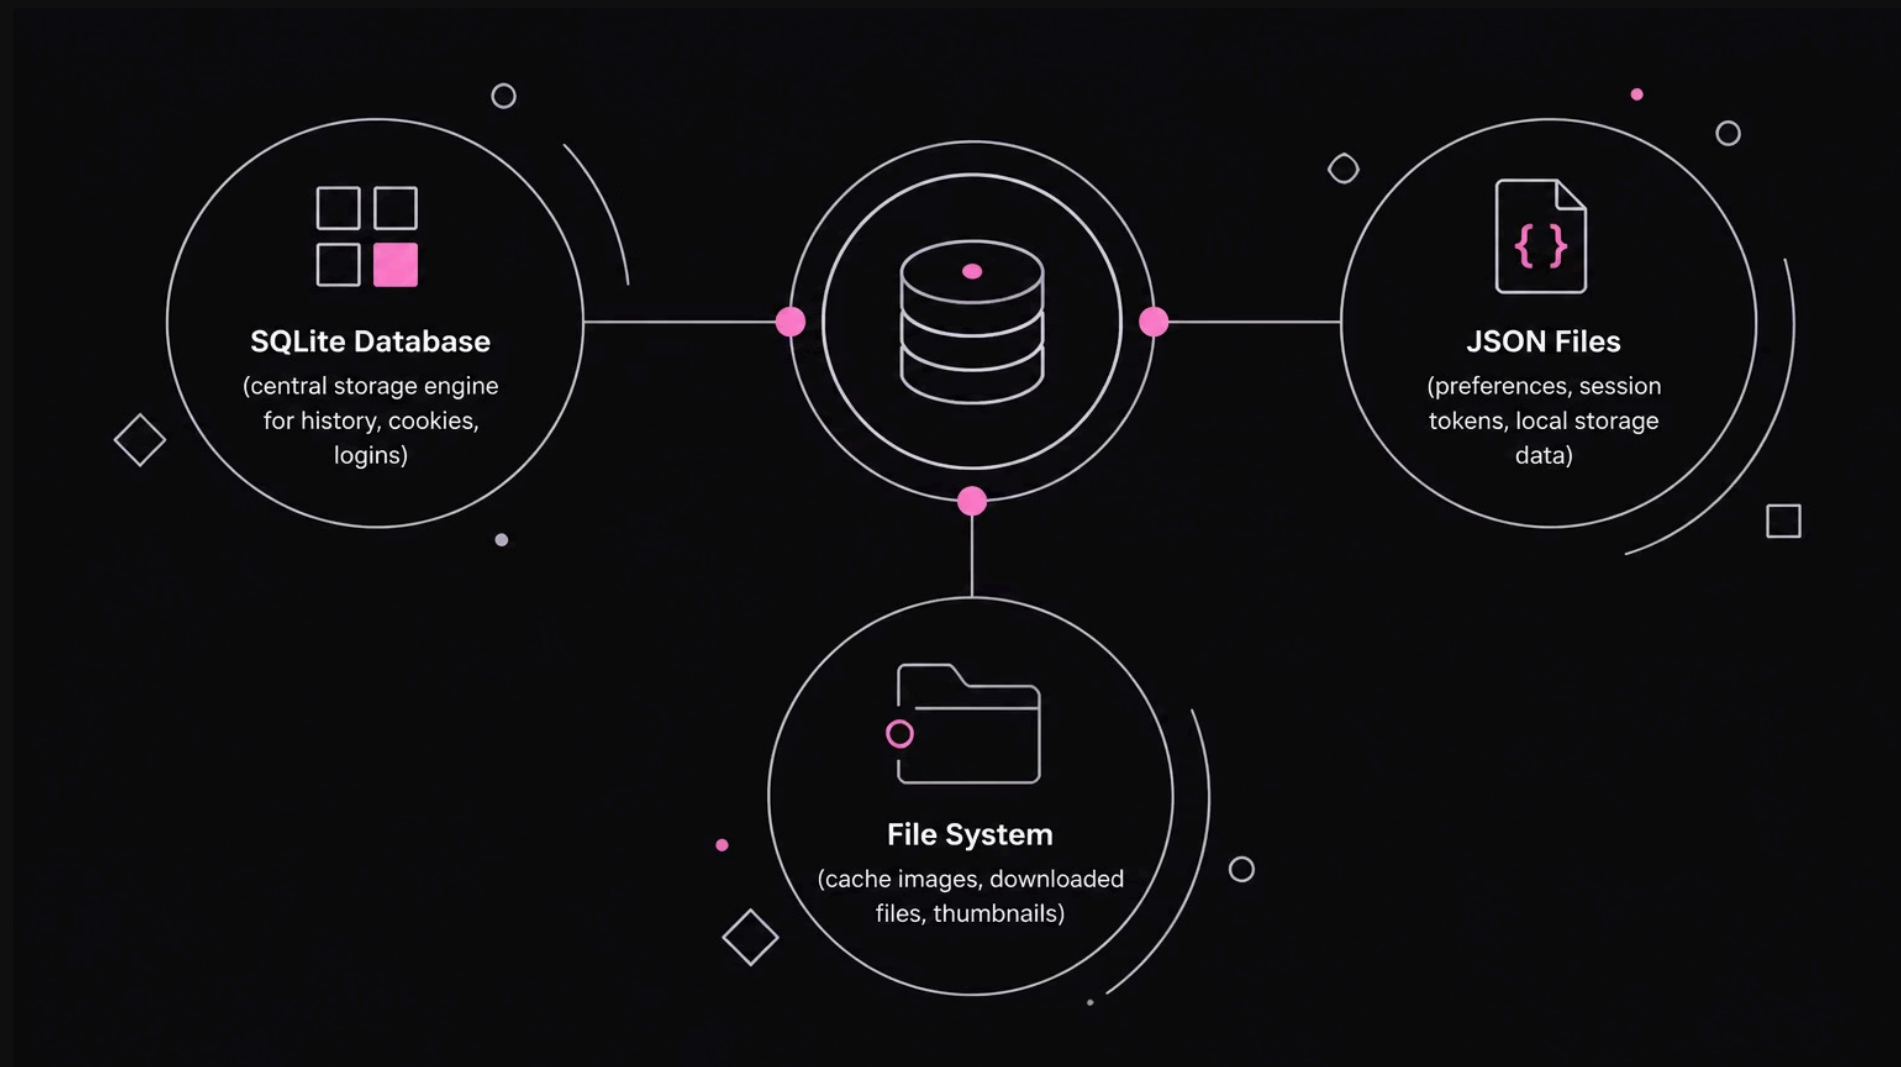 SQLite Database
(central storage engine
for history, cookies,
logins)
{ }
JSON Files
(preferences, session
tokens, local storage
data)
File System
(cache images, downloaded
files, thumbnails)